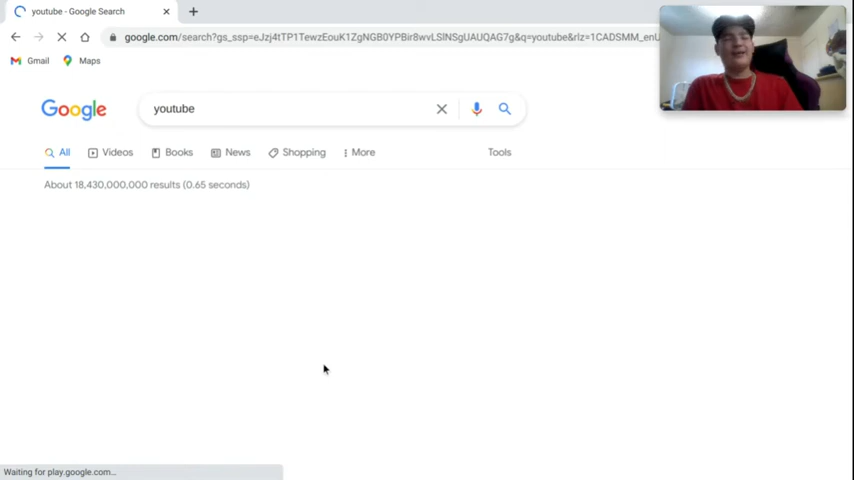 youtube - Google Search
google.com/search?gs_ssp=eJzj4tTP1TewzEouK1ZgNGB0YPBir8wvLSlNSgUAUQAG7g&q=youtube&rlz=1CADSMM_enU
Gmail Maps
Google youtube
All Videos Books News Shopping More Tools
About 18,430,000,000 results (0.65 seconds)
Waiting for play.google.com...